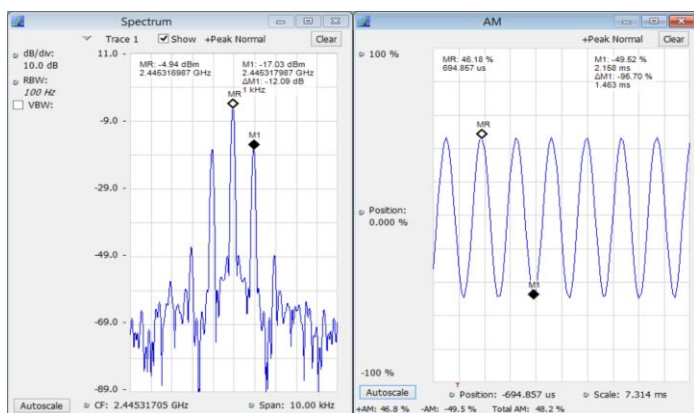 Spectrum
Trace 1 Show +Peak Normal Clear
dB/div:
10.0 dB
RBW:
100 Hz
VBW:
11.0
-9.0
-29.0
-49.0
-69.0
-89.0
MR: -4.94 dBm
2.445316987 GHz
M1: -17.03 dBm
2.445317987 GHz
ΔM1: -12.09 dB
1 kHz
MR
M1
Autoscale CF: 2.44531705 GHz Span: 10.00 kHz
AM
+Peak Normal Clear
100 %
MR: 46.18 %
694.857 us
M1: -49.52 %
2.158 ms
ΔM1: -96.70 %
1.463 ms
MR
Position:
0.000 %
M1
-100 %
T
Autoscale Position: -694.857 us Scale: 7.314 ms
+AM: 46.8 % -AM: -49.5 % Total AM: 48.2 %